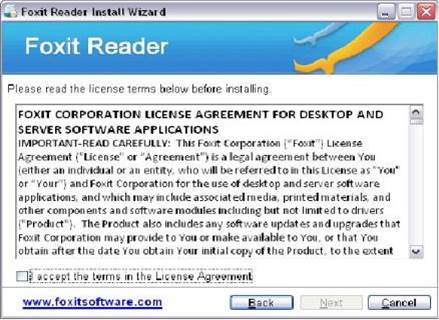 Foxit Reader Install Wizard
Foxit Reader
Please read the license terms below before installing.
FOXIT CORPORATION LICENSE AGREEMENT FOR DESKTOP AND
SERVER SOFTWARE APPLICATIONS
IMPORTANT-READ CAREFULLY: This Foxit Corporation ("Foxit") License
Agreement ("License" or "Agreement") is a legal agreement between You
(either an individual or an entity, who will be referred to in this License as "You"
or "Your") and Foxit Corporation for the use of desktop and server software
applications, and which may include associated media, printed materials, and
other components and software modules including but not limited to drivers
("Product"). The Product also includes any software updates and upgrades that
Foxit Corporation may provide to You or make available to You, or that You
obtain after the date You obtain Your initial copy of the Product, to the extent
I accept the terms in the License Agreement
www.foxitsoftware.com Back Next Cancel